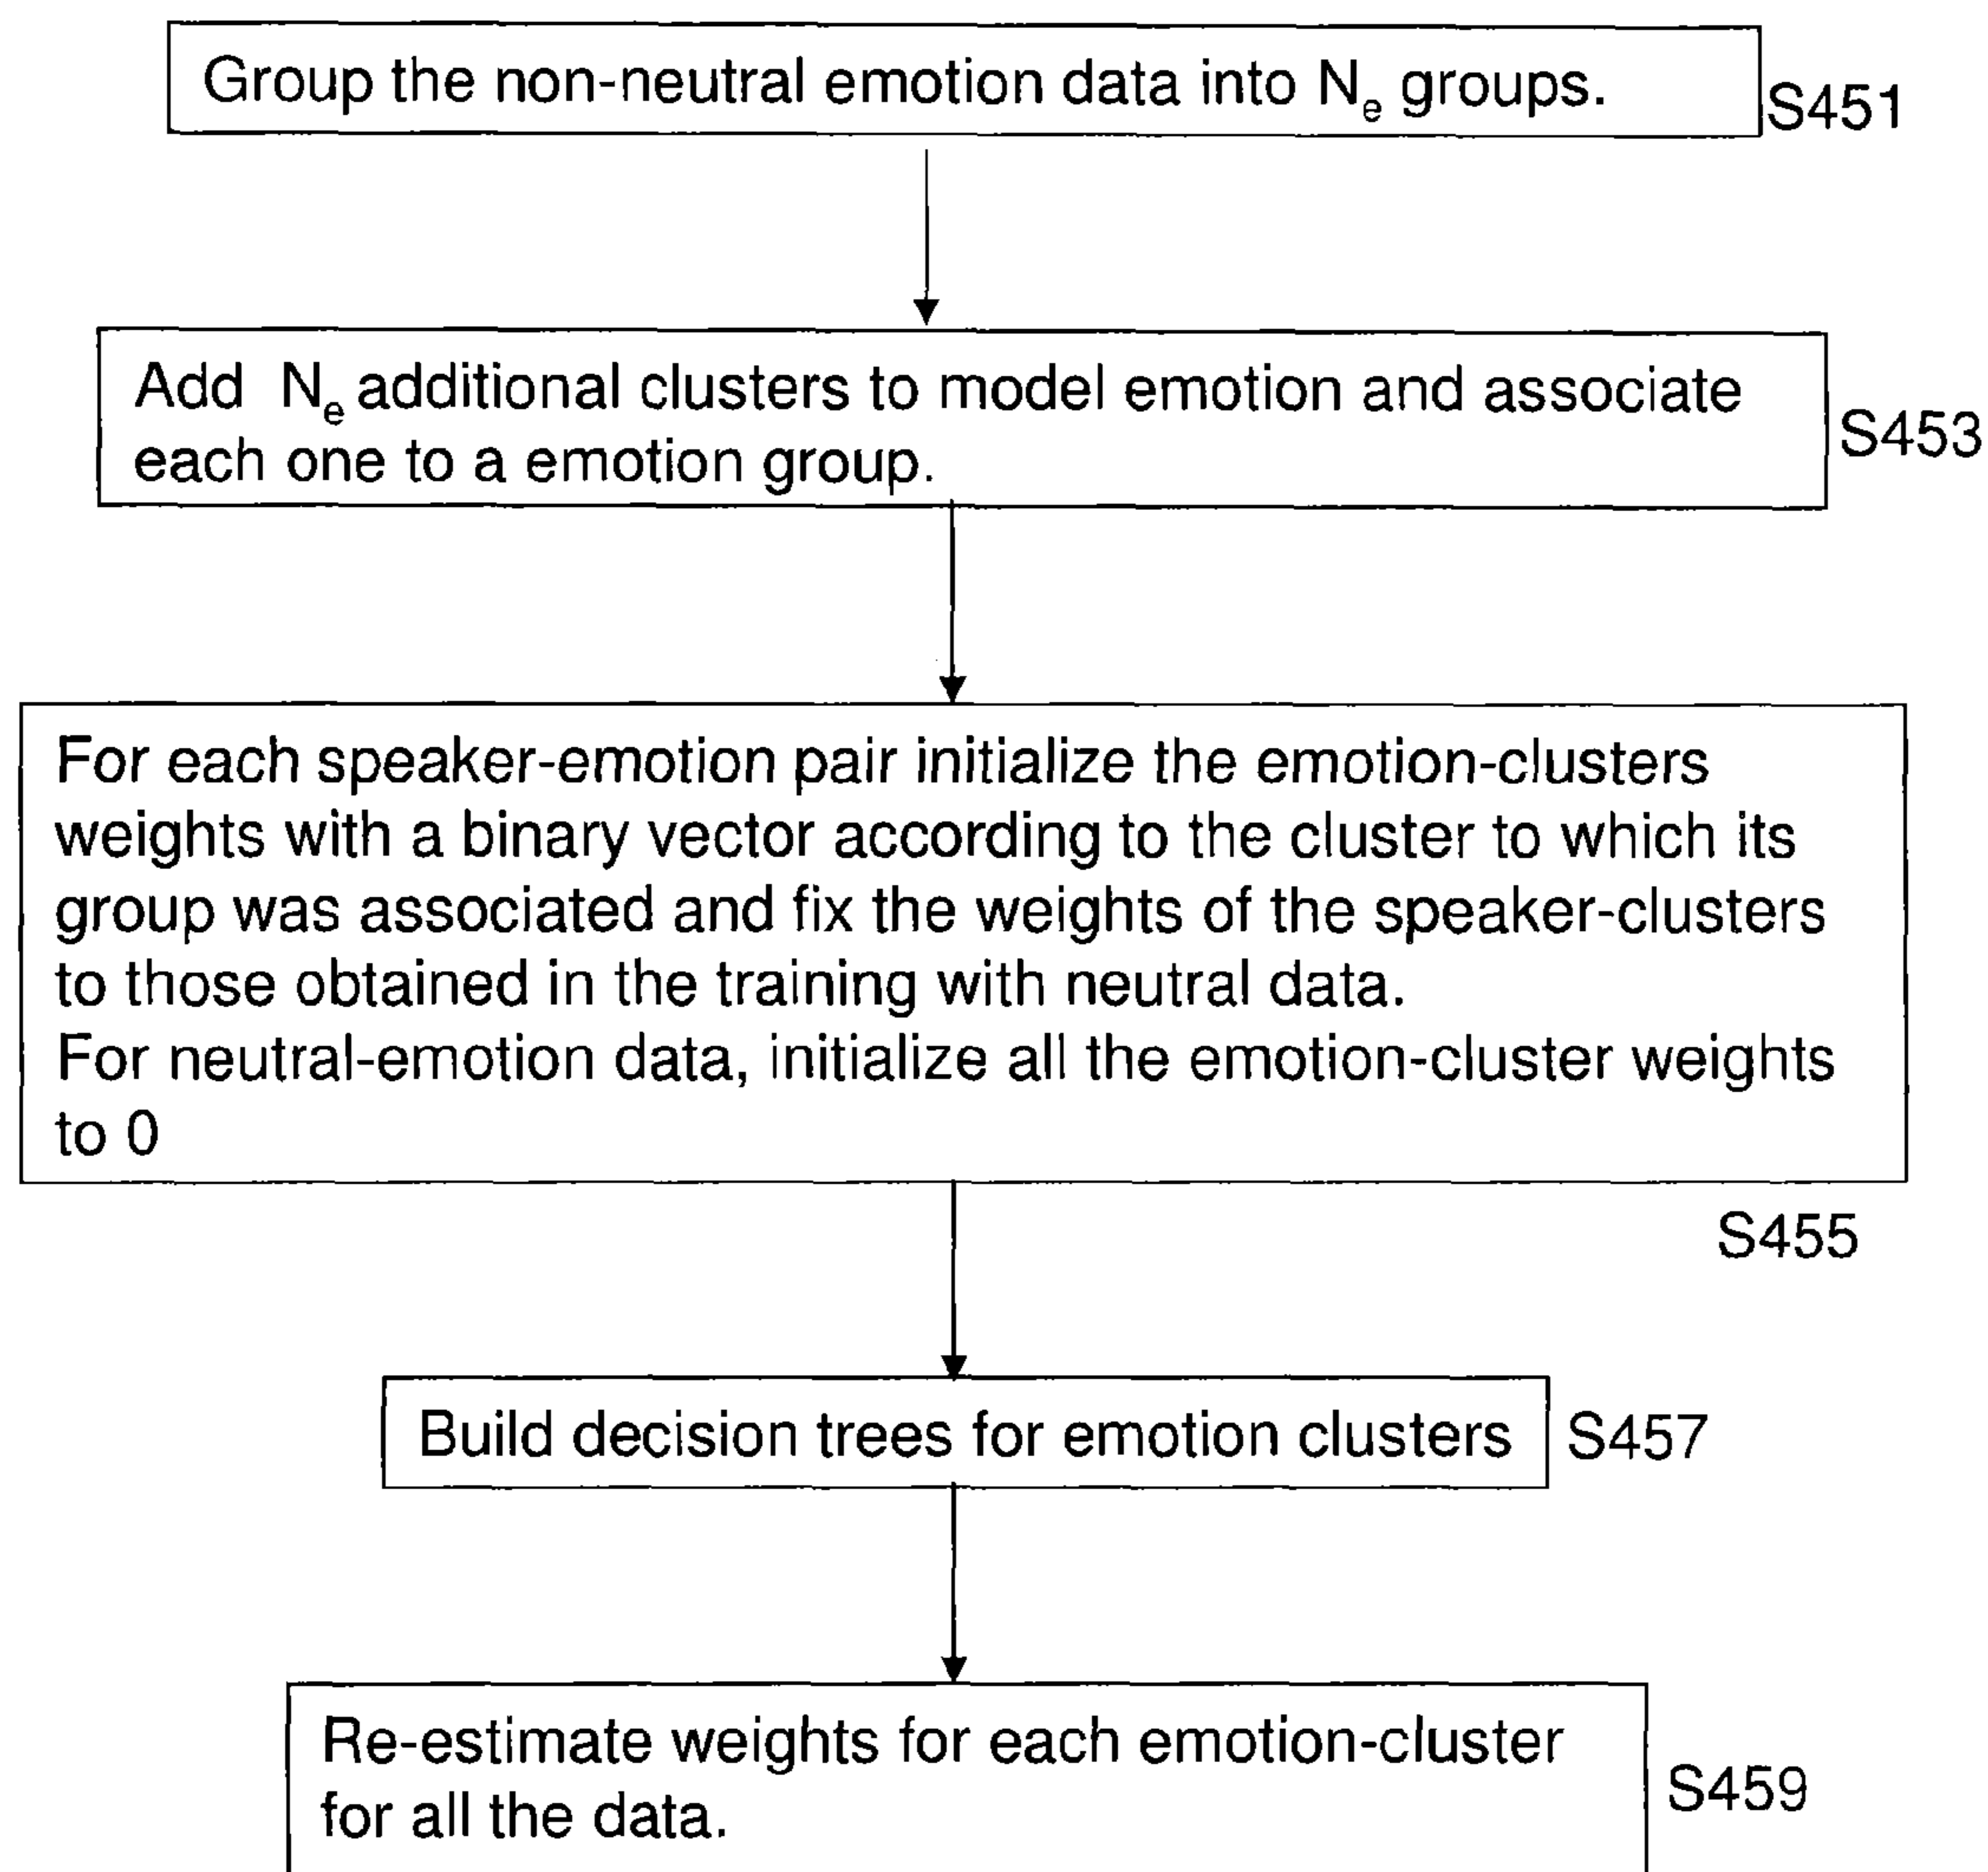 Group the non-neutral emotion data into Ne groups.
S451
Add Ne additional clusters to model emotion and associate
each one to a emotion group.
S453
For each speaker-emotion pair initialize the emotion-clusters
weights with a binary vector according to the cluster to which its
group was associated and fix the weights of the speaker-clusters
to those obtained in the training with neutral data.
For neutral-emotion data, initialize all the emotion-cluster weights
to 0
S455
Build decision trees for emotion clusters
S457
Re-estimate weights for each emotion-cluster
for all the data.
S459